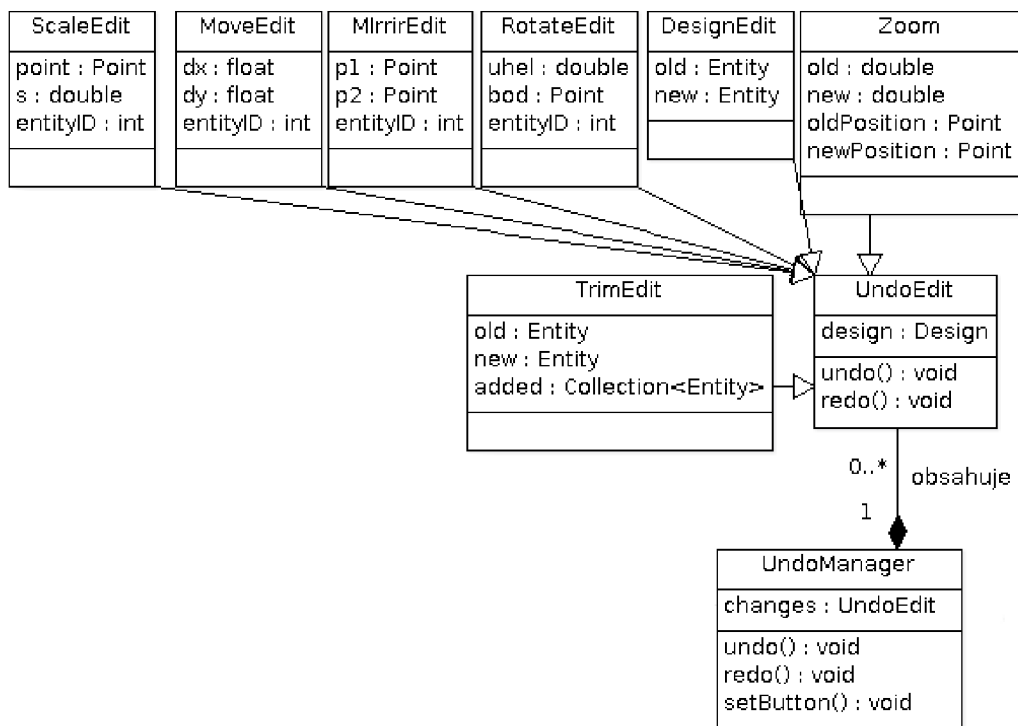 ScaleEdit
point : Point
s : double
entityID : int
MoveEdit
dx : float
dy : float
entityID : int
MIrrirEdit
p1 : Point
p2 : Point
entityID : int
RotateEdit
uhel : double
bod : Point
entityID : int
DesignEdit
old : Entity
new : Entity
Zoom
old : double
new : double
oldPosition : Point
newPosition : Point
TrimEdit
old : Entity
new : Entity
added : Collection<Entity>
UndoEdit
design : Design
undo() : void
redo() : void
0..*
obsahuje
1
UndoManager
changes : UndoEdit
undo() : void
redo() : void
setButton() : void